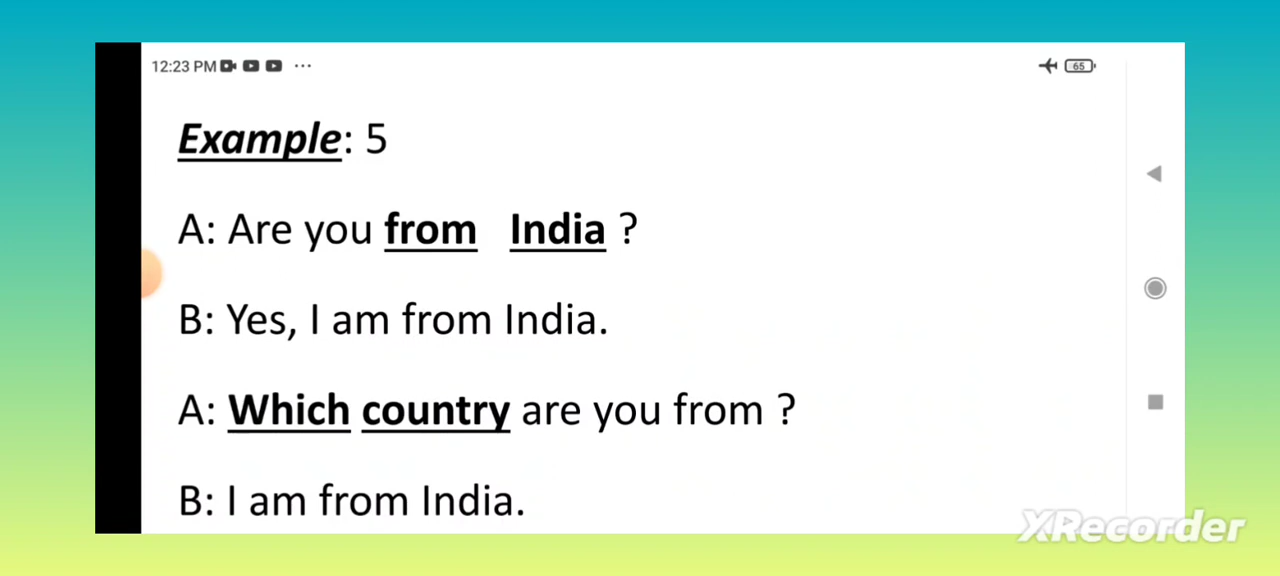 12:23 PM ... 65
Example: 5
A: Are you from India ?
B: Yes, I am from India.
A: Which country are you from ?
B: I am from India.
XRecorder